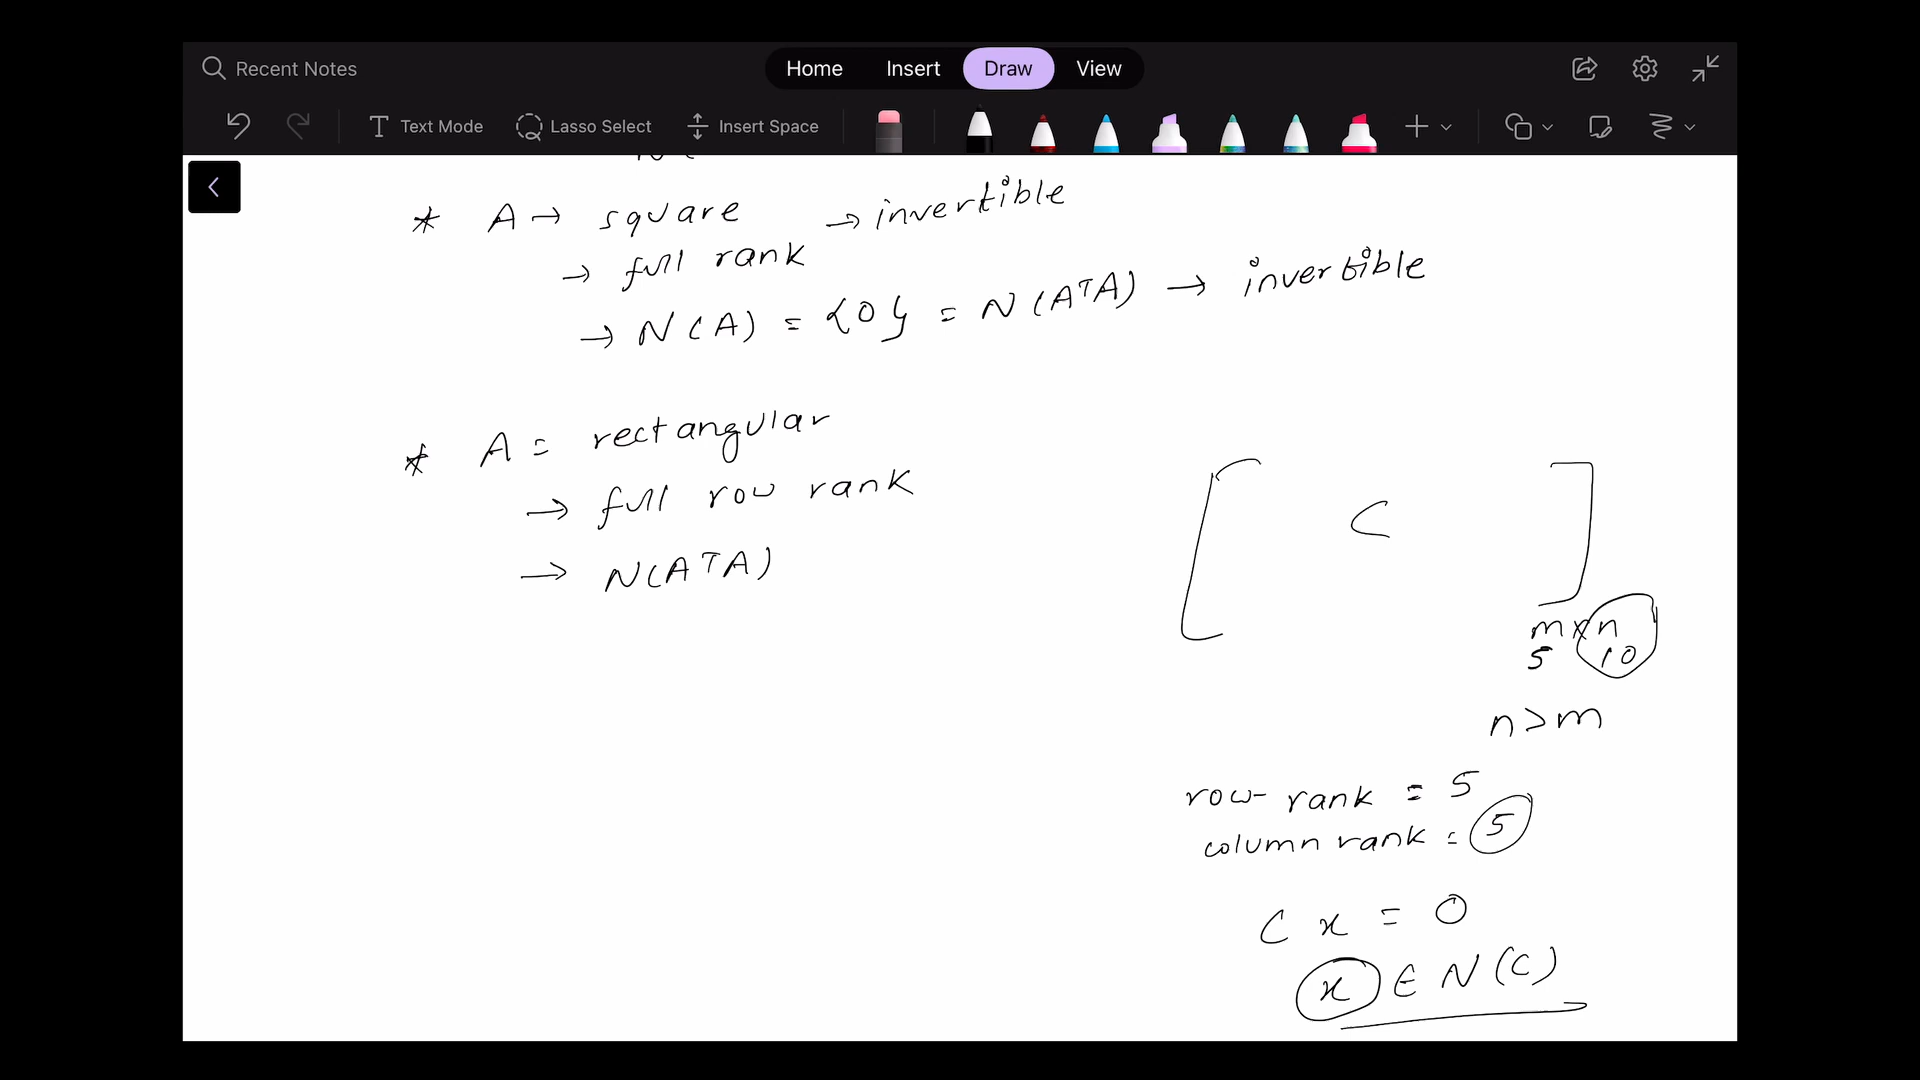 Recent Notes
Home Insert Draw View
Text Mode Lasso Select Insert Space
* A → square → invertible
→ full rank
→ N(A) = {0} = N(AᵀA) → invertible
* A = rectangular
→ full row rank
→ N(AᵀA)
[ C ]
m×n
5 10
n>m
row- rank = 5
column rank = 5
C x = 0
x ∈ N(C)